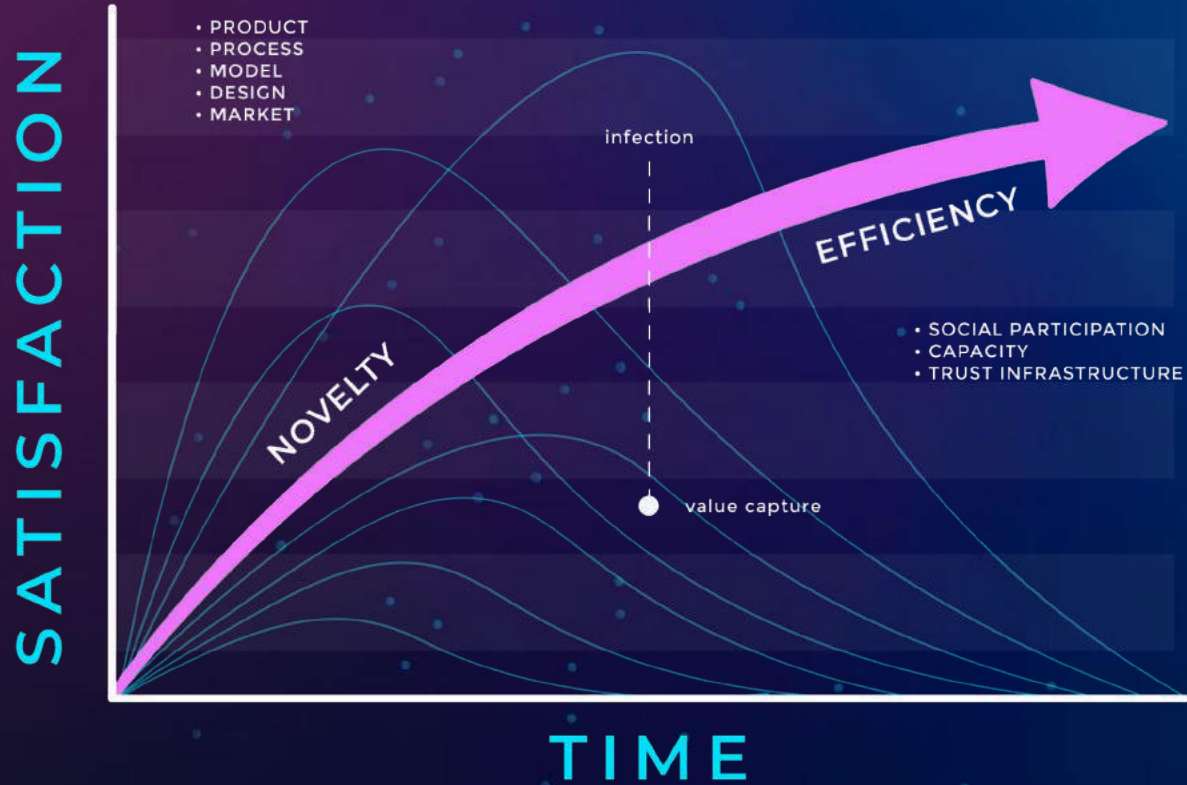 SATISFACTION
• PRODUCT
• PROCESS
• MODEL
• DESIGN
• MARKET
infection
NOVELTY
EFFICIENCY
• SOCIAL PARTICIPATION
• CAPACITY
• TRUST INFRASTRUCTURE
value capture
TIME